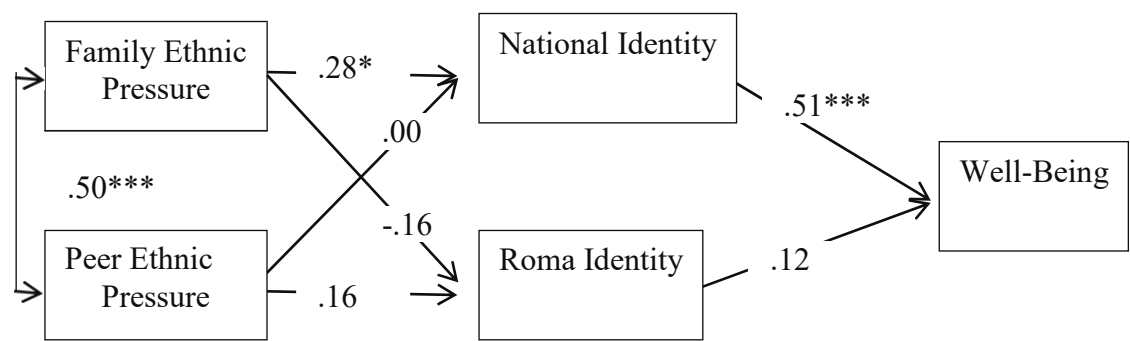 Family Ethnic
Pressure
.28*
National Identity
.00
.51***
Well-Being
.50***
-.16
Peer Ethnic
Pressure
.16
Roma Identity
.12